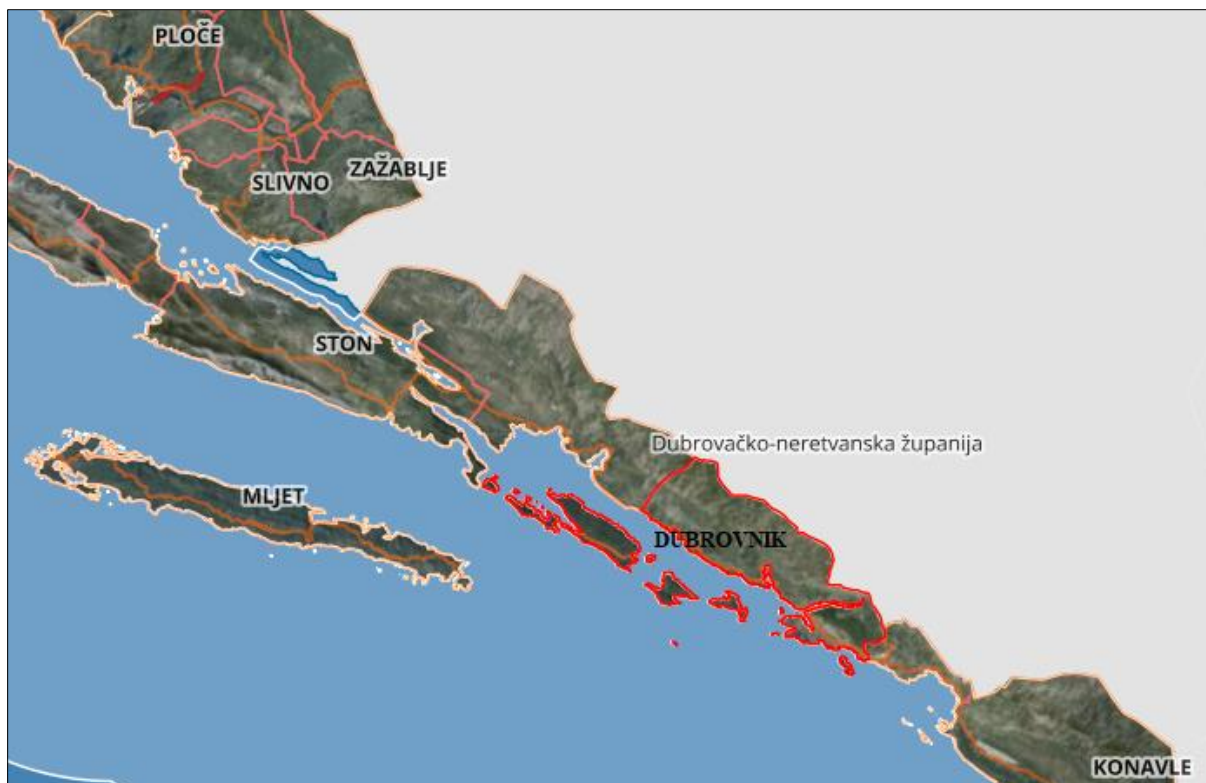 PLOČE
ZAŽABLJE
SLIVNO
STON
Dubrovačko-neretvanska županija
MLJET
DUBROVNIK
KONAVLE